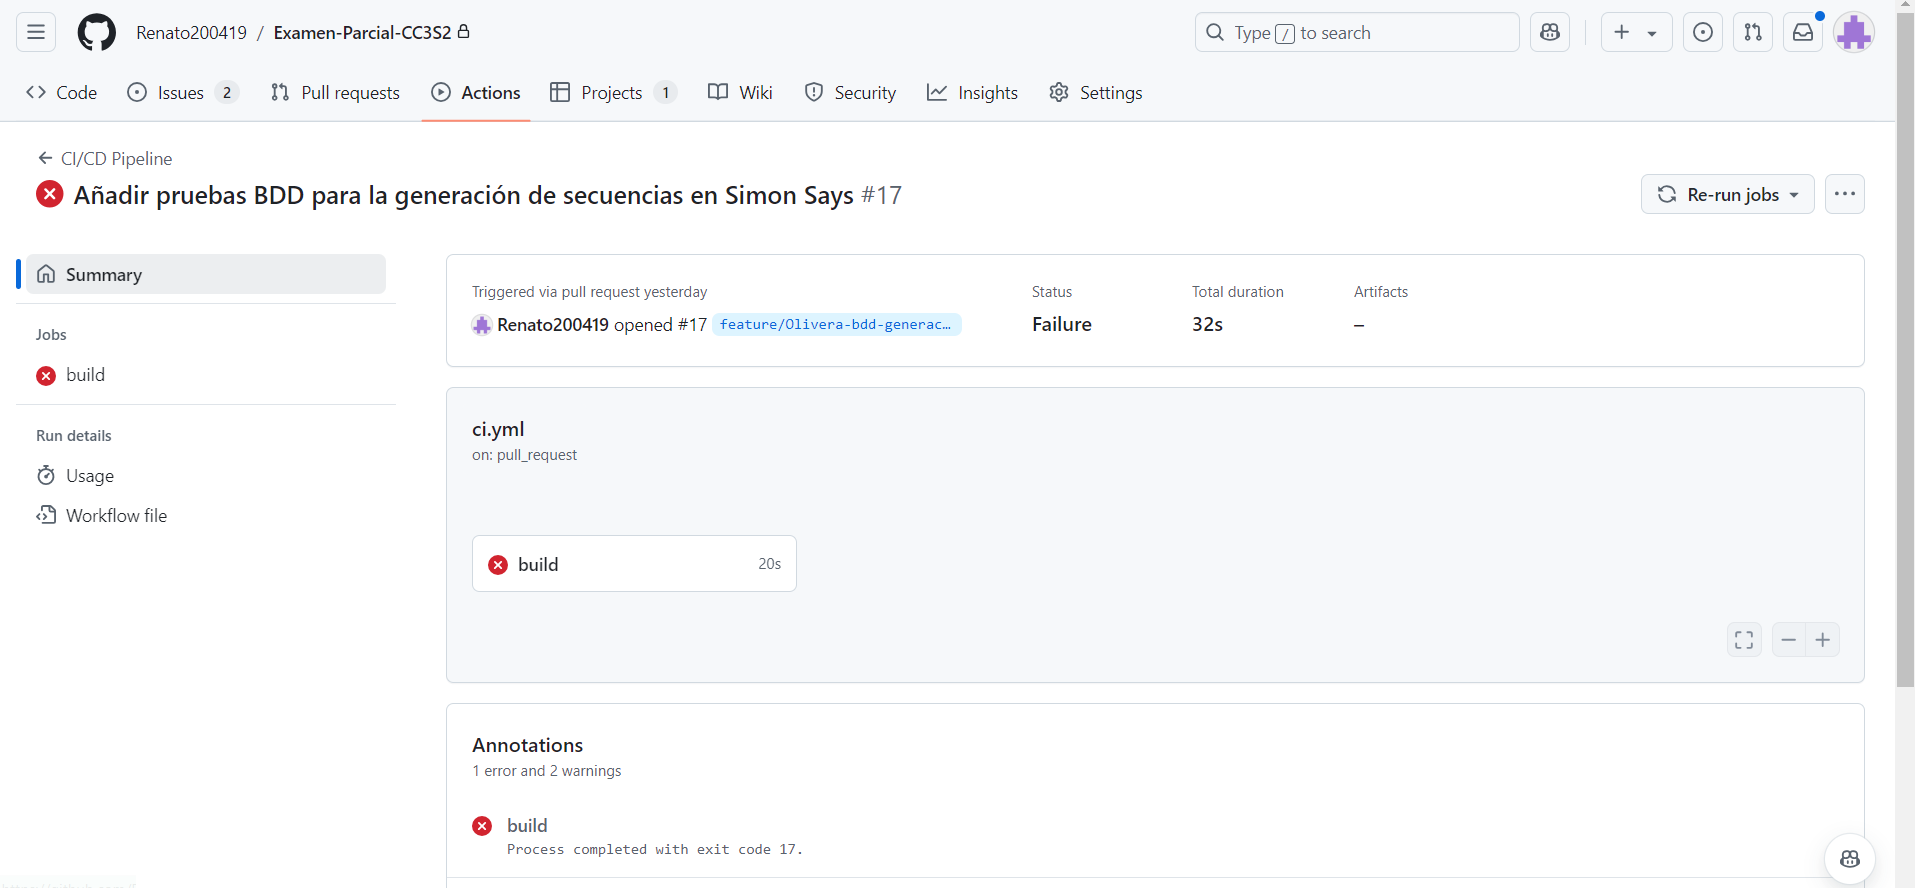 Renato200419 / Examen-Parcial-CC3S2
Type / to search
Code
Issues 2
Pull requests
Actions
Projects 1
Wiki
Security
Insights
Settings
CI/CD Pipeline
Añadir pruebas BDD para la generación de secuencias en Simon Says #17
Re-run jobs
Summary
Jobs
build
Run details
Usage
Workflow file
Triggered via pull request yesterday
Renato200419 opened #17 feature/Olivera-bdd-generac…
Status
Failure
Total duration
32s
Artifacts
–
ci.yml
on: pull_request
build 20s
Annotations
1 error and 2 warnings
build
Process completed with exit code 17.